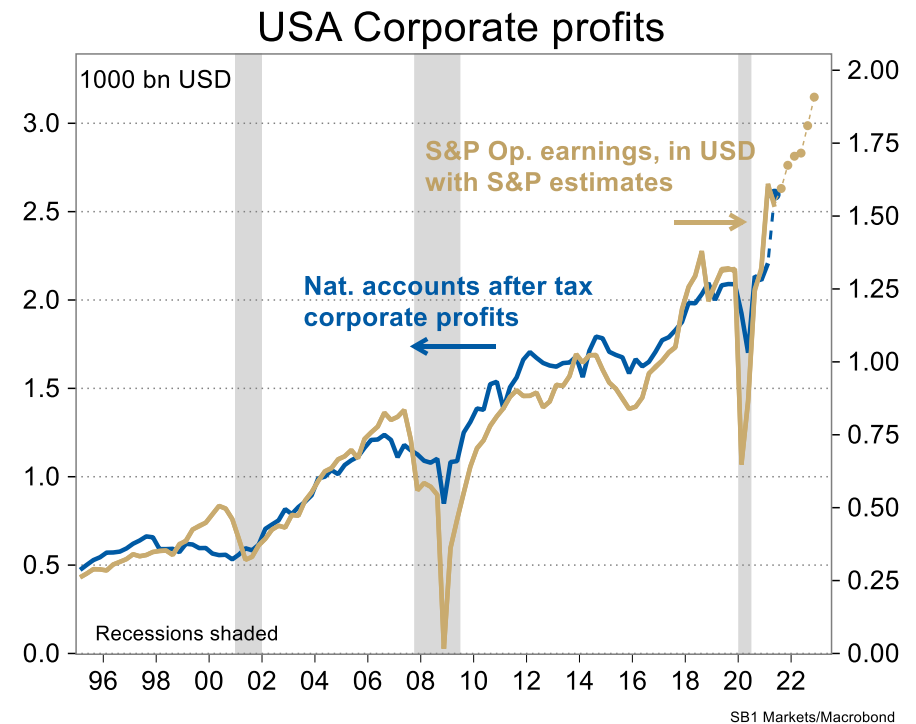 USA Corporate profits
1000 bn USD
2.00
3.0
1.75
S&P Op. earnings, in USD
with S&P estimates
2.5
1.50
Nat. accounts after tax
corporate profits
2.0
1.25
1.00
1.5
0.75
1.0
0.50
0.5
0.25
Recessions shaded
0.0
0.00
96 98 00 02 04 06 08 10 12 14 16 18 20 22
SB1 Markets/Macrobond